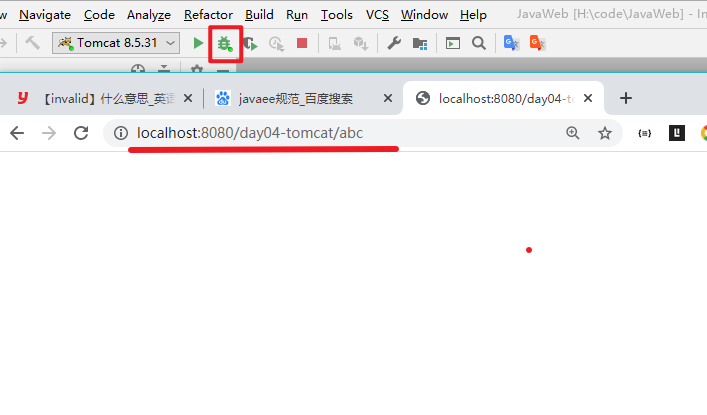 w Navigate Code Analyze Refactor Build Run Tools VCS Window Help JavaWeb [H:\code\JavaWeb] - In
Tomcat 8.5.31
【invalid】什么意思_英语 javaee规范_百度搜索 localhost:8080/day04-to
localhost:8080/day04-tomcat/abc